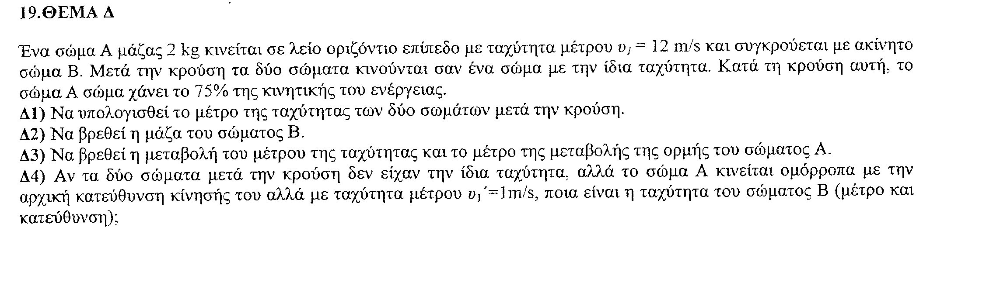 19.ΘΕΜΑ Δ
Ένα σώμα Α μάζας 2 kg κινείται σε λείο οριζόντιο επίπεδο με ταχύτητα μέτρου υ₁ = 12 m/s και συγκρούεται με ακίνητο
σώμα Β. Μετά την κρούση τα δύο σώματα κινούνται σαν ένα σώμα με την ίδια ταχύτητα. Κατά τη κρούση αυτή, το
σώμα Α σώμα χάνει το 75% της κινητικής του ενέργειας.
Δ1) Να υπολογισθεί το μέτρο της ταχύτητας των δύο σωμάτων μετά την κρούση.
Δ2) Να βρεθεί η μάζα του σώματος Β.
Δ3) Να βρεθεί η μεταβολή του μέτρου της ταχύτητας και το μέτρο της μεταβολής της ορμής του σώματος Α.
Δ4) Αν τα δύο σώματα μετά την κρούση δεν είχαν την ίδια ταχύτητα, αλλά το σώμα Α κινείται ομόρροπα με την
αρχική κατεύθυνση κίνησής του αλλά με ταχύτητα μέτρου υ₁΄=1m/s, ποια είναι η ταχύτητα του σώματος Β (μέτρο και
κατεύθυνση);